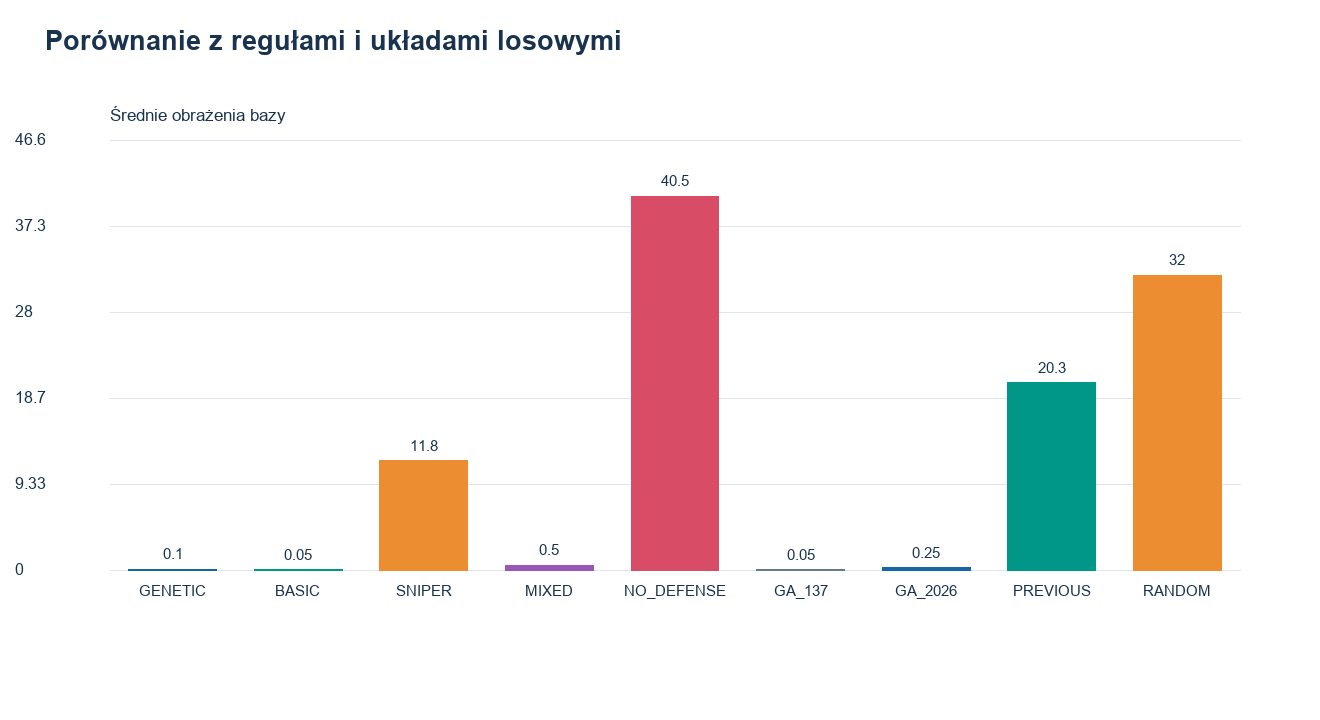 Porównanie z regułami i układami losowymi
Średnie obrażenia bazy
46.6
37.3
28
18.7
9.33
0
0.1
0.05
11.8
0.5
40.5
0.05
0.25
20.3
32
GENETIC
BASIC
SNIPER
MIXED
NO_DEFENSE
GA_137
GA_2026
PREVIOUS
RANDOM